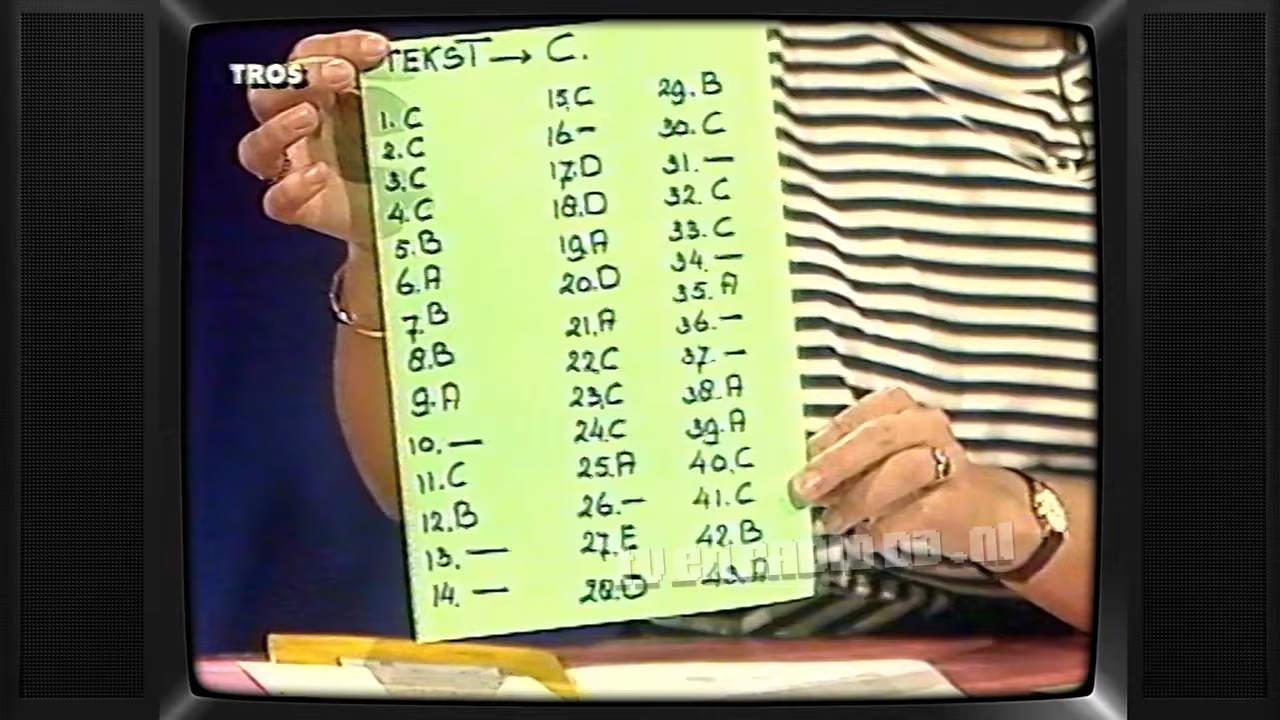 TROS
TEKST → C.
1. C
2. C
3. C
4. C
5. B
6. A
7. B
8. B
9. A
10. —
11. C
12. B
13. —
14. —
15. C
16. —
17. D
18. D
19. A
20. D
21. A
22. C
23. C
24. C
25. A
26. —
27. E
28. D
29. B
30. C
31. —
32. C
33. C
34. —
35. A
36. —
37. —
38. A
39. A
40. C
41. C
42. B
43. A